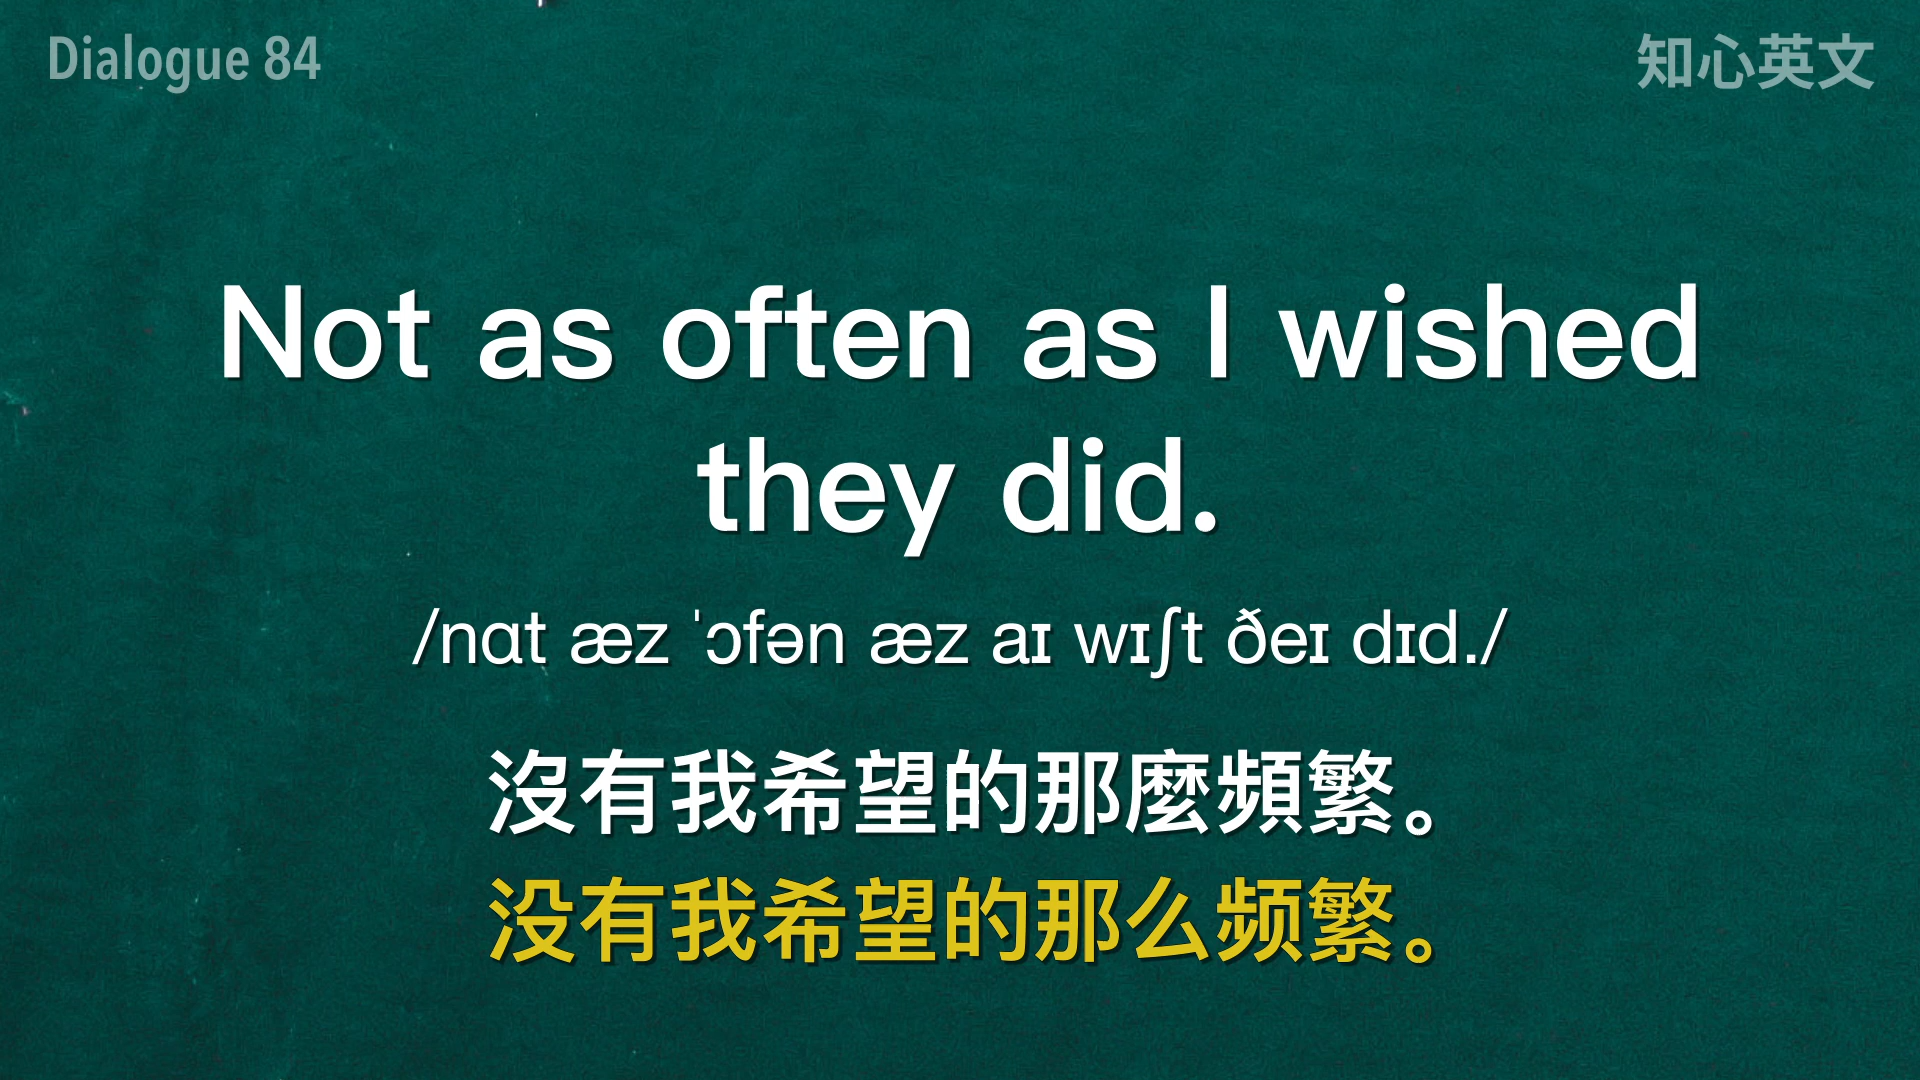 Dialogue 84
知心英文
Not as often as I wished
they did.
/nɑt æz ˈɔfən æz aɪ wɪʃt ðeɪ dɪd./
沒有我希望的那麼頻繁。
没有我希望的那么频繁。